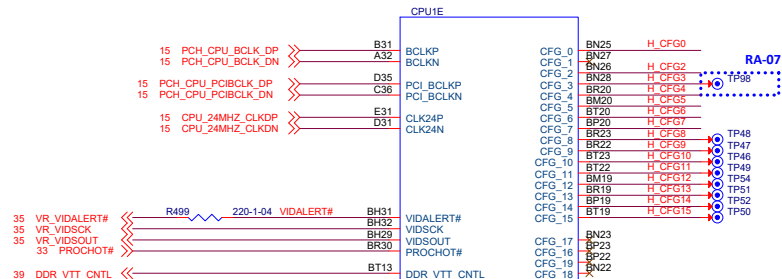 CPU1E
15 PCH_CPU_BCLK_DP B31 BCLKP CFG_0 BN25 H_CFG0
15 PCH_CPU_BCLK_DN A32 BCLKN CFG_1 BN27
RA-07
CFG_2 BN26 H_CFG2
15 PCH_CPU_PCIBCLK_DP D35 PCI_BCLKP CFG_3 BN28 H_CFG3 TP98
15 PCH_CPU_PCIBCLK_DN C36 PCI_BCLKN CFG_4 BR20 H_CFG4
CFG_5 BM20 H_CFG5
15 CPU_24MHZ_CLKDP E31 CLK24P CFG_6 BT20 H_CFG6
15 CPU_24MHZ_CLKDN D31 CLK24N CFG_7 BP20 H_CFG7
CFG_8 BR23 H_CFG8 TP48
CFG_9 BR22 H_CFG9 TP47
CFG_10 BT23 H_CFG10 TP46
CFG_11 BT22 H_CFG11 TP49
CFG_12 BM19 H_CFG12 TP54
CFG_13 BR19 H_CFG13 TP51
CFG_14 BP19 H_CFG14 TP52
35 VR_VIDALERT# R499 220-1-04 VIDALERT# BH31 VIDALERT# CFG_15 BT19 H_CFG15 TP50
35 VR_VIDSCK BH32 VIDSCK
35 VR_VIDSOUT BH29 VIDSOUT CFG_17 BN23
33 PROCHOT# BR30 PROCHOT# CFG_16 BP23
CFG_19 BP22
39 DDR_VTT_CNTL BT13 DDR_VTT_CNTL CFG_18 BN22